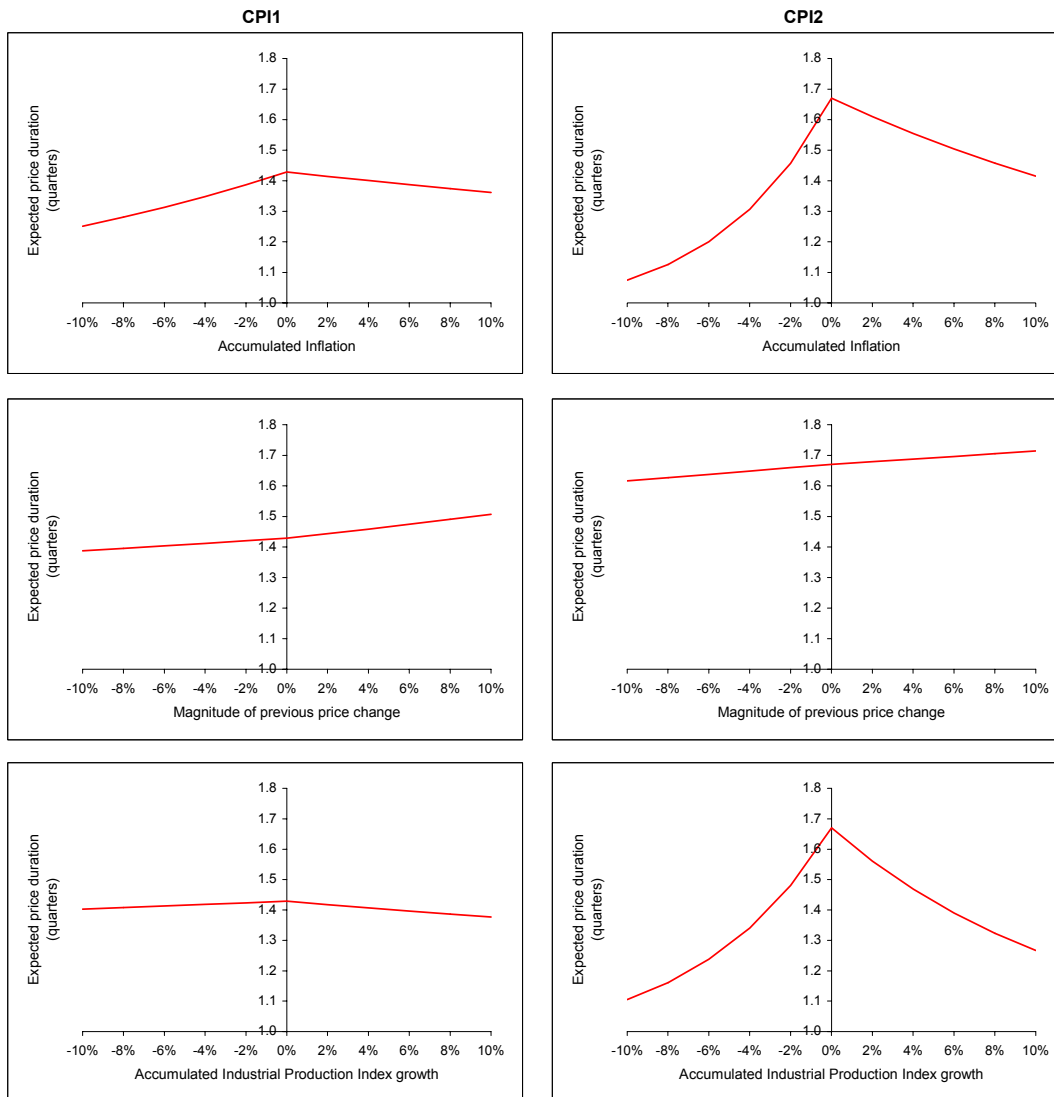 CPI1
CPI2
Expected price duration
(quarters)
1.8
1.7
1.6
1.5
1.4
1.3
1.2
1.1
1.0
-10% -8% -6% -4% -2% 0% 2% 4% 6% 8% 10%
Accumulated Inflation
Expected price duration
(quarters)
1.8
1.7
1.6
1.5
1.4
1.3
1.2
1.1
1.0
-10% -8% -6% -4% -2% 0% 2% 4% 6% 8% 10%
Accumulated Inflation
Expected price duration
(quarters)
1.8
1.7
1.6
1.5
1.4
1.3
1.2
1.1
1.0
-10% -8% -6% -4% -2% 0% 2% 4% 6% 8% 10%
Magnitude of previous price change
Expected price duration
(quarters)
1.8
1.7
1.6
1.5
1.4
1.3
1.2
1.1
1.0
-10% -8% -6% -4% -2% 0% 2% 4% 6% 8% 10%
Magnitude of previous price change
Expected price duration
(quarters)
1.8
1.7
1.6
1.5
1.4
1.3
1.2
1.1
1.0
-10% -8% -6% -4% -2% 0% 2% 4% 6% 8% 10%
Accumulated Industrial Production Index growth
Expected price duration
(quarters)
1.8
1.7
1.6
1.5
1.4
1.3
1.2
1.1
1.0
-10% -8% -6% -4% -2% 0% 2% 4% 6% 8% 10%
Accumulated Industrial Production Index growth